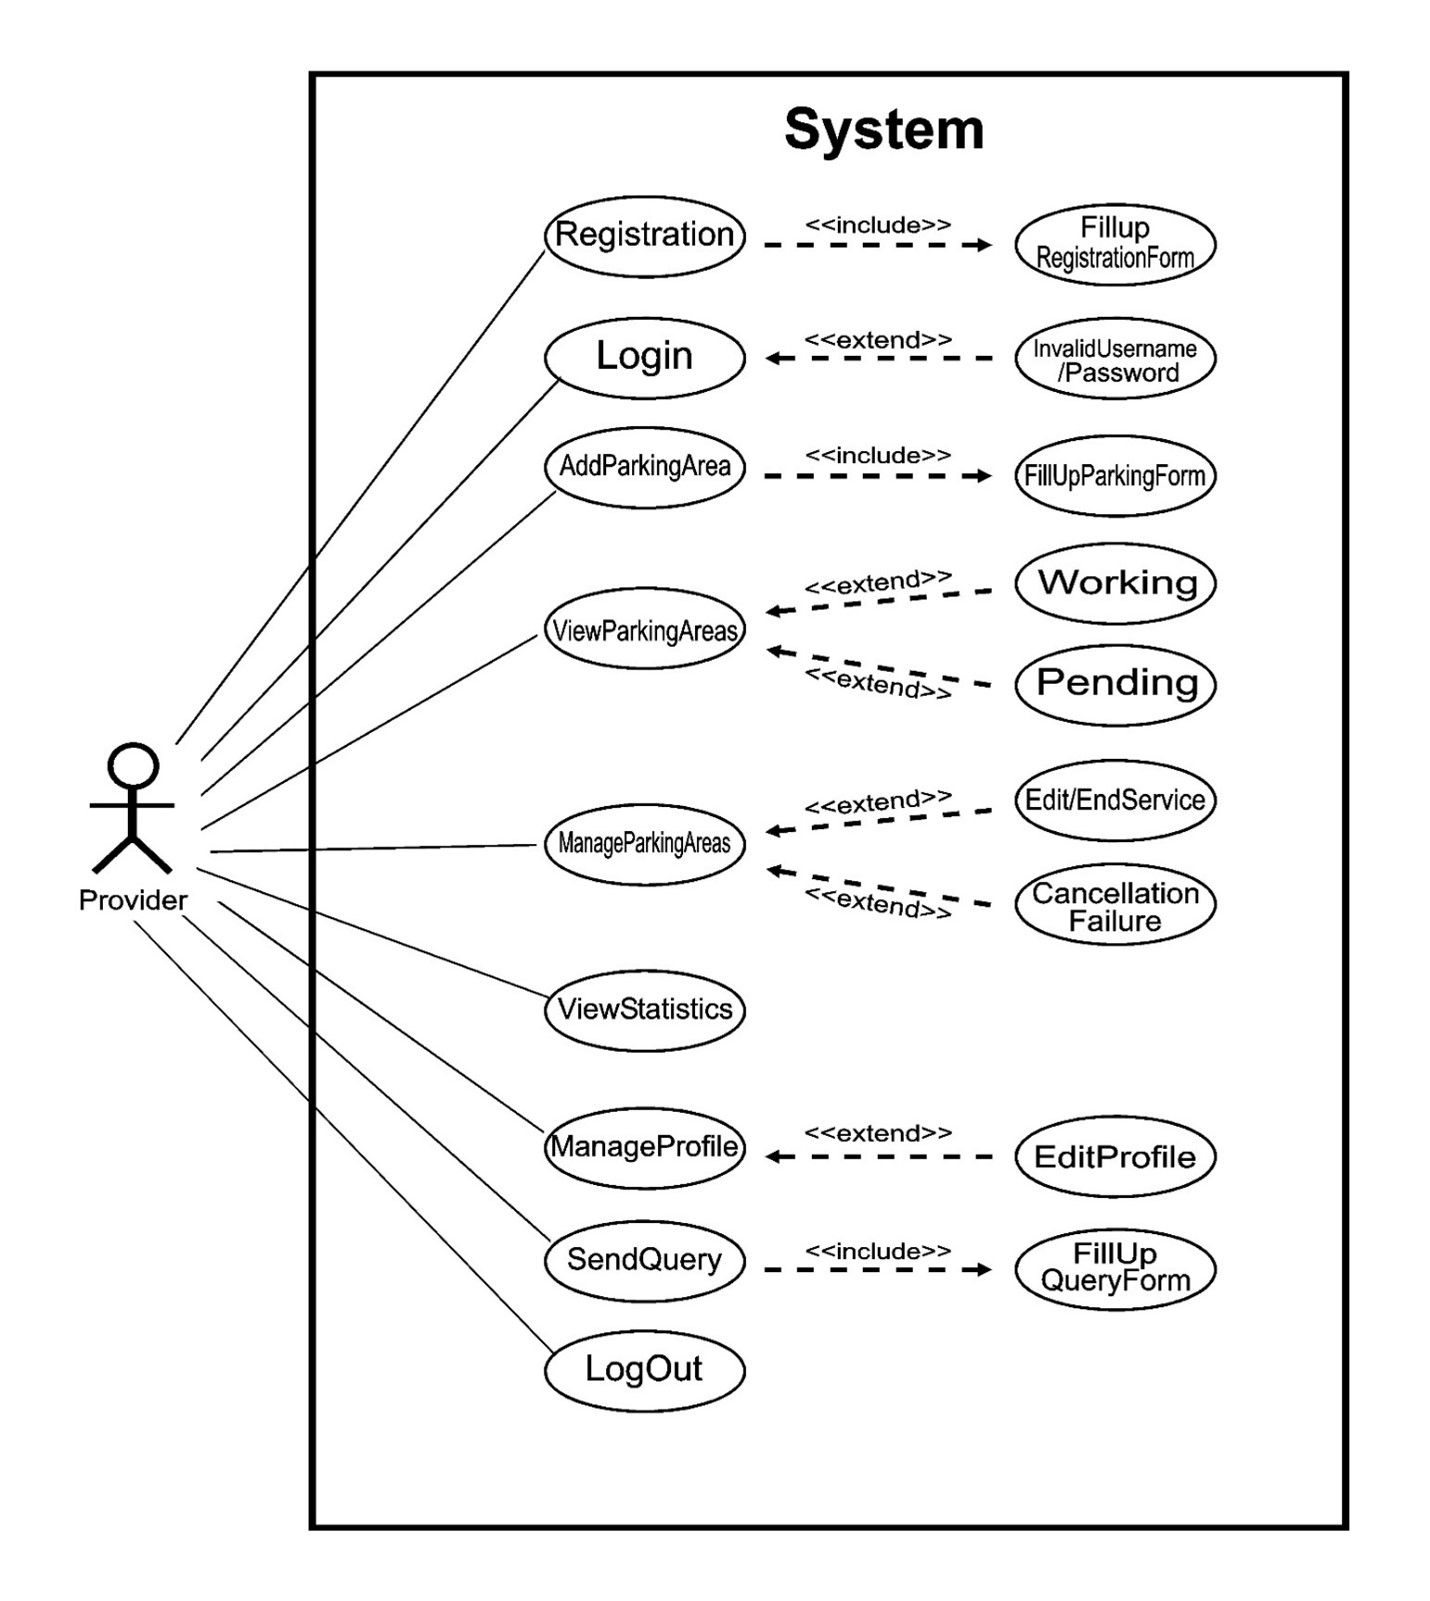 System
Registration
<<include>>
Fillup
RegistrationForm
Login
<<extend>>
InvalidUsername
/Password
AddParkingArea
<<include>>
FillUpParkingForm
ViewParkingAreas
<<extend>>
Working
<<extend>>
Pending
Provider
ManageParkingAreas
<<extend>>
Edit/EndService
<<extend>>
Cancellation
Failure
ViewStatistics
ManageProfile
<<extend>>
EditProfile
SendQuery
<<include>>
FillUp
QueryForm
LogOut